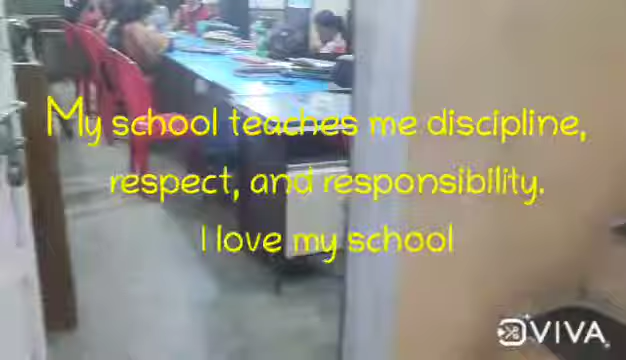 My school teaches me discipline,
respect, and responsibility.
I love my school
VIVA